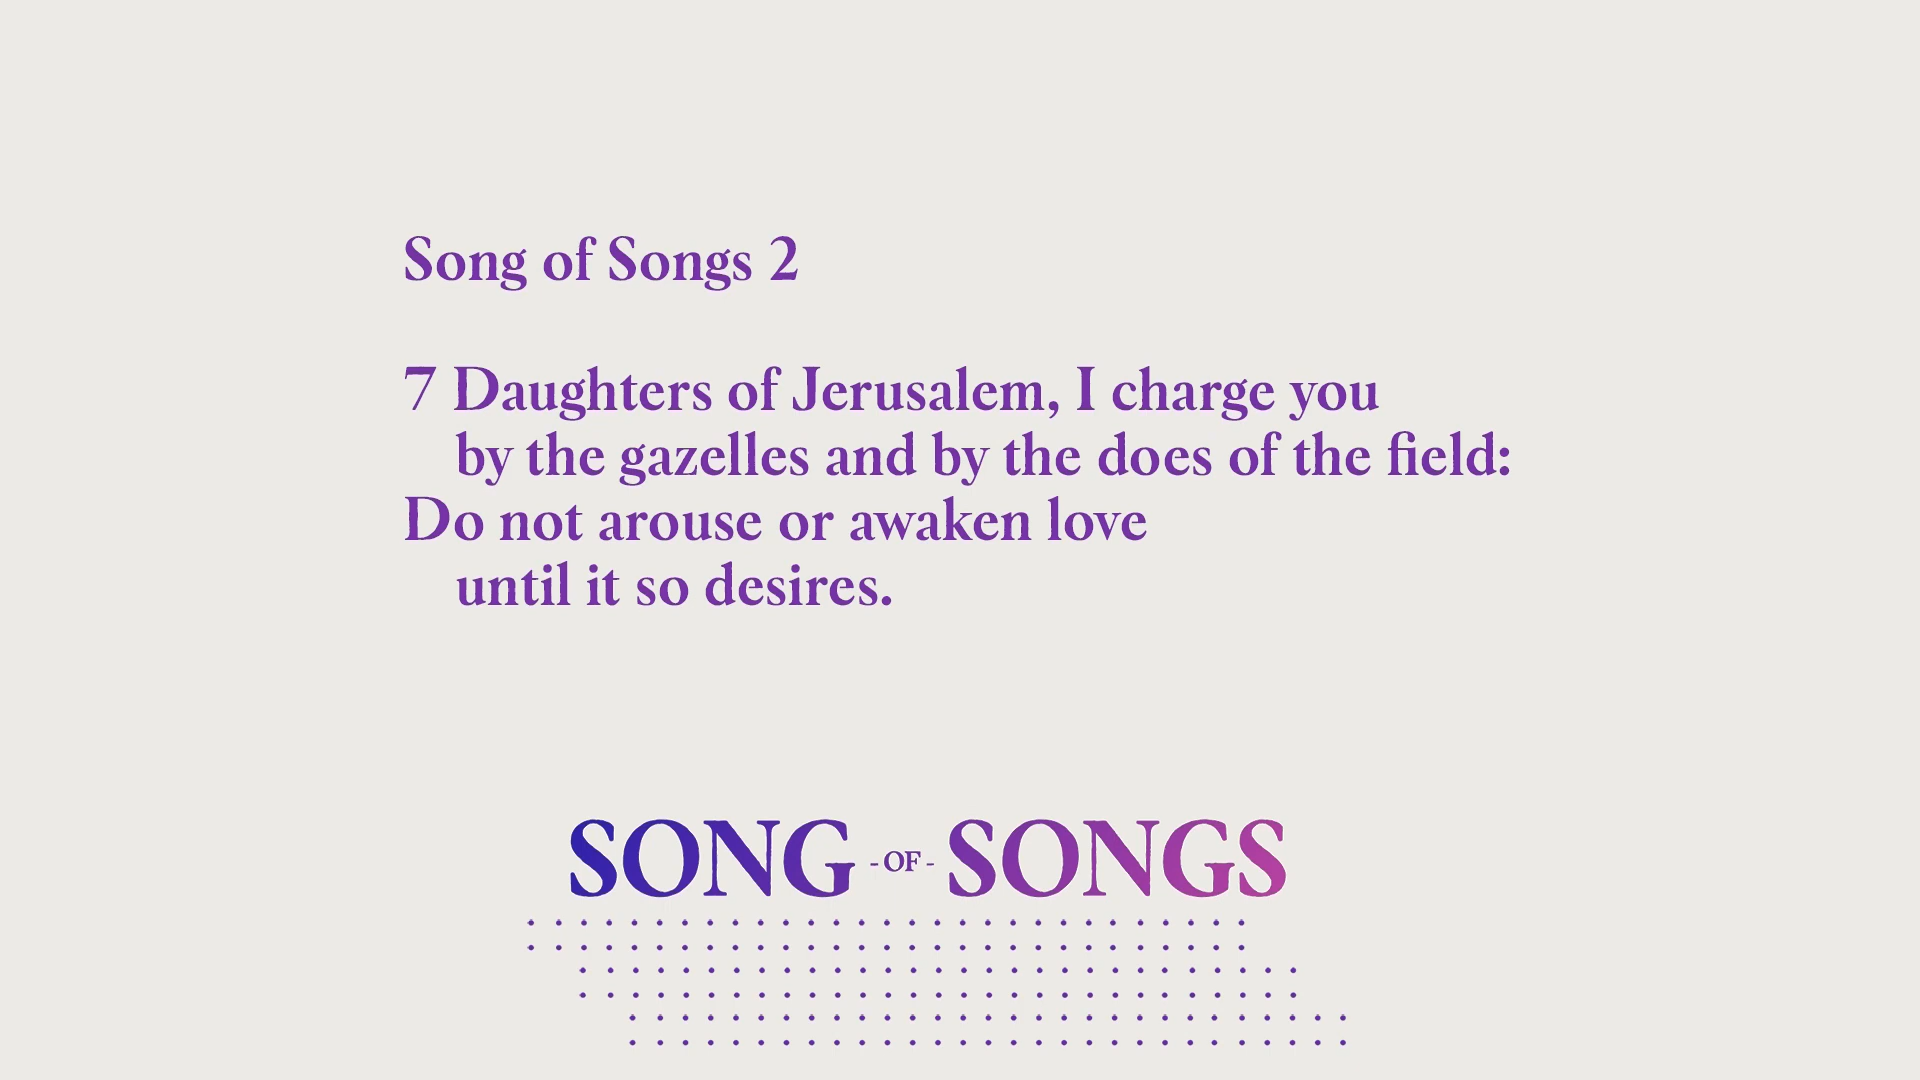 Song of Songs 2
7 Daughters of Jerusalem, I charge you
by the gazelles and by the does of the field:
Do not arouse or awaken love
until it so desires.
SONG -OF- SONGS